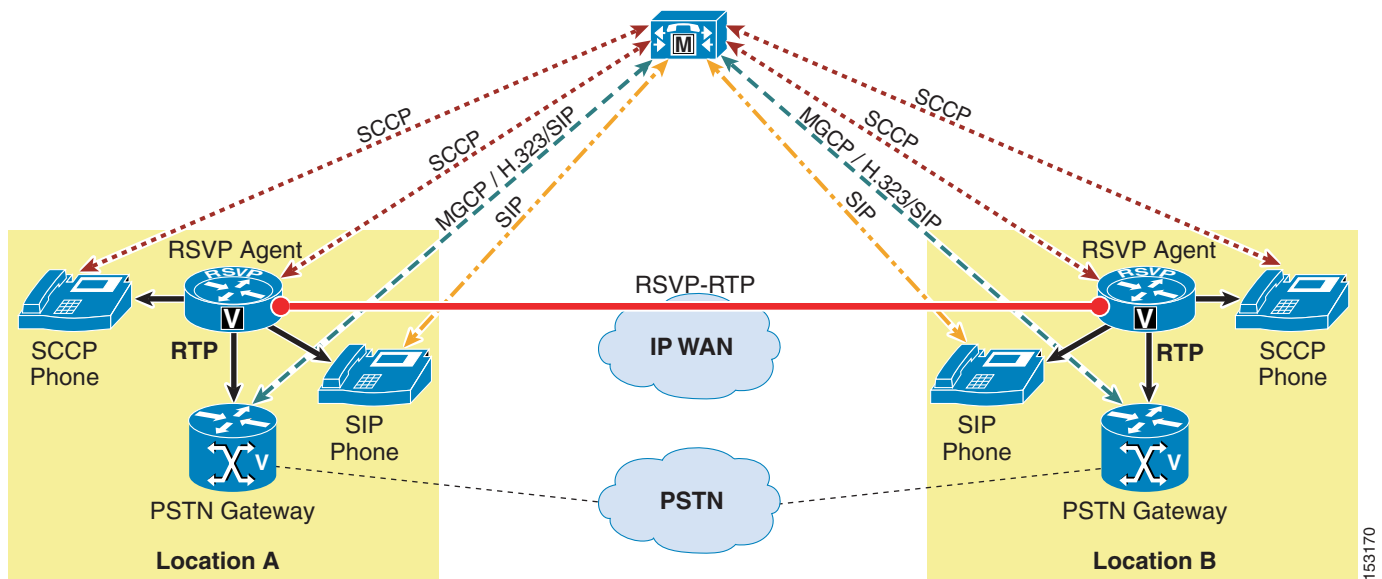 M
SCCP
SCCP
MGCP / H.323/SIP
SIP
SCCP
SCCP
MGCP / H.323/SIP
SIP
RSVP Agent
RSVP
V
SCCP
Phone
RTP
SIP
Phone
V
PSTN Gateway
Location A
RSVP-RTP
IP WAN
PSTN
RSVP Agent
RSVP
V
RTP
SCCP
Phone
SIP
Phone
V
PSTN Gateway
Location B
153170